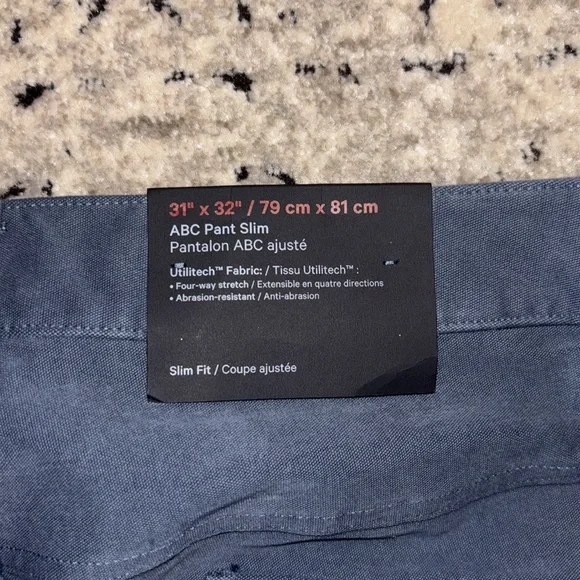 31" x 32" / 79 cm x 81 cm
ABC Pant Slim
Pantalon ABC ajusté
Utilitech™ Fabric: / Tissu Utilitech™ :
• Four-way stretch / Extensible en quatre directions
• Abrasion-resistant / Anti-abrasion
Slim Fit / Coupe ajustée